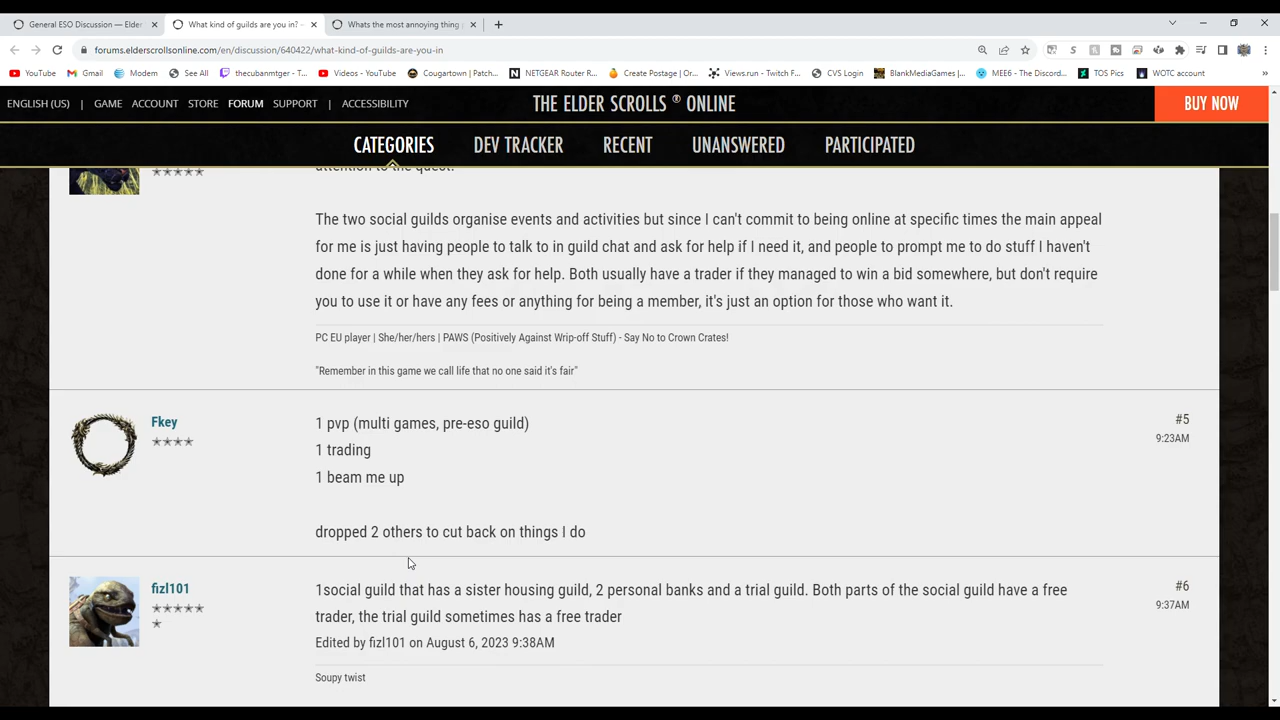 General ESO Discussion — Elder
What kind of guilds are you in? —
Whats the most annoying thing
forums.elderscrollsonline.com/en/discussion/640422/what-kind-of-guilds-are-you-in
YouTube
Gmail
Modem
See All
thecubanmtger - T...
Videos - YouTube
Cougartown | Patch...
NETGEAR Router R...
Create Postage | Or...
Views.run - Twitch F...
CVS Login
BlankMediaGames |...
MEE6 - The Discord...
TOS Pics
WOTC account
ENGLISH (US)
GAME
ACCOUNT
STORE
FORUM
SUPPORT
ACCESSIBILITY
THE ELDER SCROLLS ® ONLINE
BUY NOW
CATEGORIES
DEV TRACKER
RECENT
UNANSWERED
PARTICIPATED
attention to the quest.
The two social guilds organise events and activities but since I can't commit to being online at specific times the main appeal
for me is just having people to talk to in guild chat and ask for help if I need it, and people to prompt me to do stuff I haven't
done for a while when they ask for help. Both usually have a trader if they managed to win a bid somewhere, but don't require
you to use it or have any fees or anything for being a member, it's just an option for those who want it.
PC EU player | She/her/hers | PAWS (Positively Against Wrip-off Stuff) - Say No to Crown Crates!
"Remember in this game we call life that no one said it's fair"
Fkey
1 pvp (multi games, pre-eso guild)
1 trading
1 beam me up
dropped 2 others to cut back on things I do
#5
9:23AM
fizl101
1social guild that has a sister housing guild, 2 personal banks and a trial guild. Both parts of the social guild have a free
trader, the trial guild sometimes has a free trader
Edited by fizl101 on August 6, 2023 9:38AM
Soupy twist
#6
9:37AM